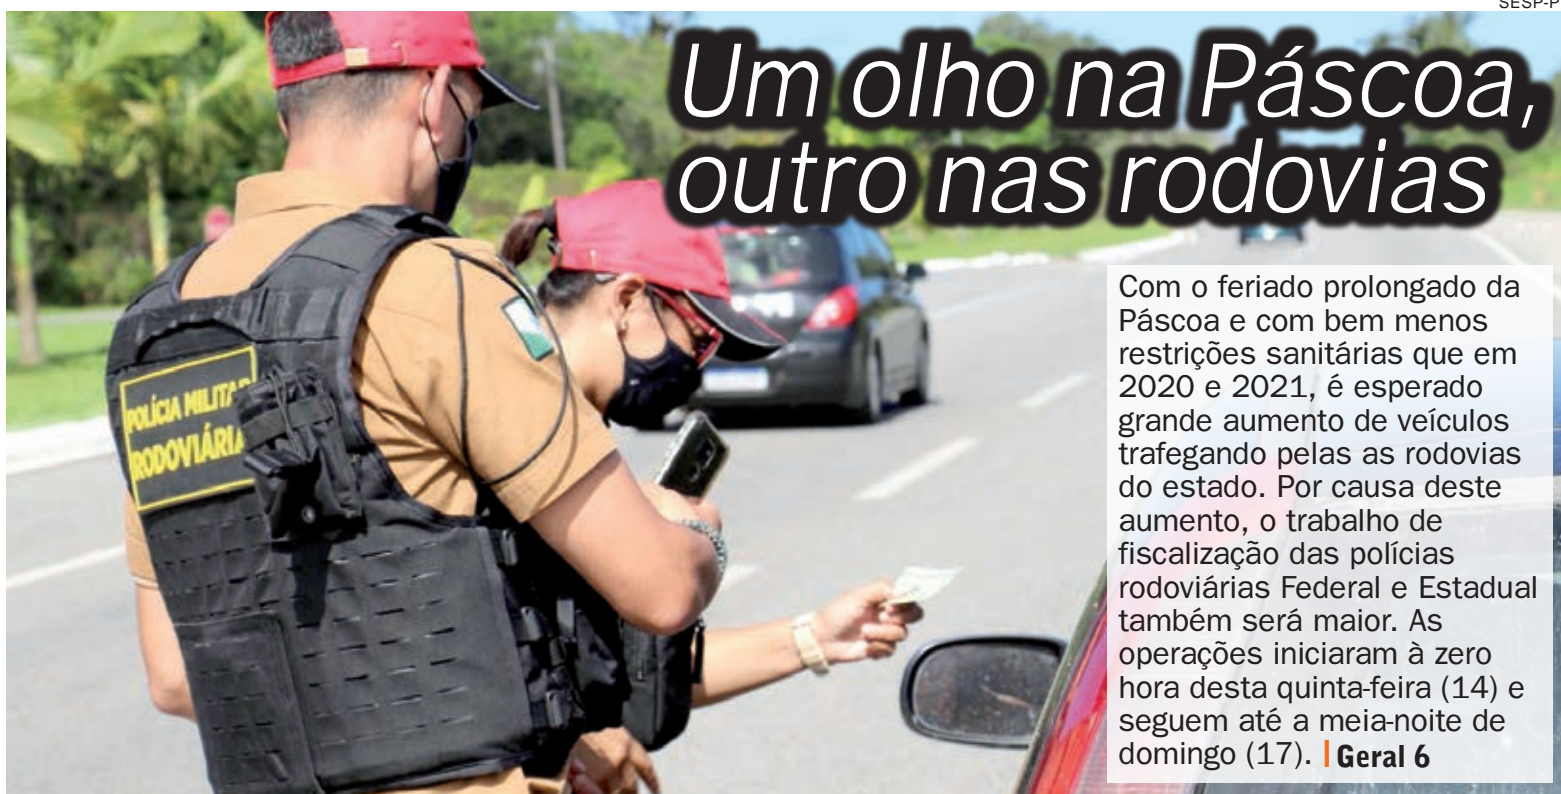 SESP-P
Um olho na Páscoa,
outro nas rodovias
POLÍCIA MILITAR
RODOVIÁRIA
Com o feriado prolongado da
Páscoa e com bem menos
restrições sanitárias que em
2020 e 2021, é esperado
grande aumento de veículos
trafegando pelas as rodovias
do estado. Por causa deste
aumento, o trabalho de
fiscalização das polícias
rodoviárias Federal e Estadual
também será maior. As
operações iniciaram à zero
hora desta quinta-feira (14) e
seguem até a meia-noite de
domingo (17). | Geral 6